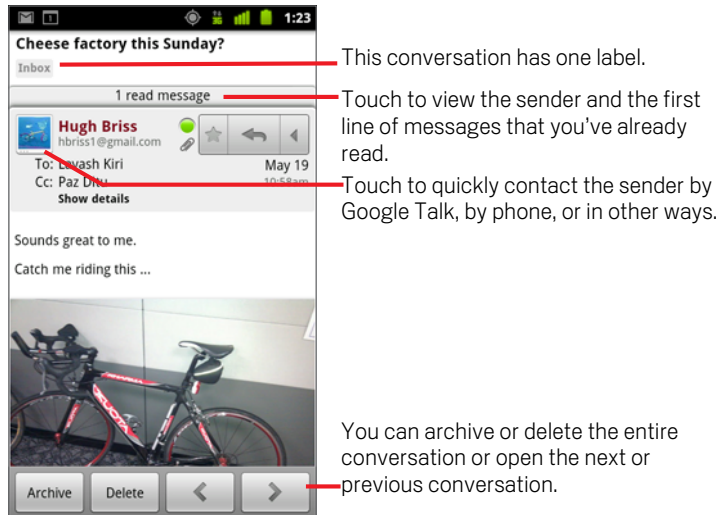 1:23
Cheese factory this Sunday?
Inbox
This conversation has one label.
1 read message
Touch to view the sender and the first
line of messages that you've already
read.
Hugh Briss
hbriss1@gmail.com
To: Lavash Kiri
May 19
Cc: Paz Ditu
10:58am
Show details
Touch to quickly contact the sender by
Google Talk, by phone, or in other ways.
Sounds great to me.
Catch me riding this ...
You can archive or delete the entire
conversation or open the next or
previous conversation.
Archive
Delete